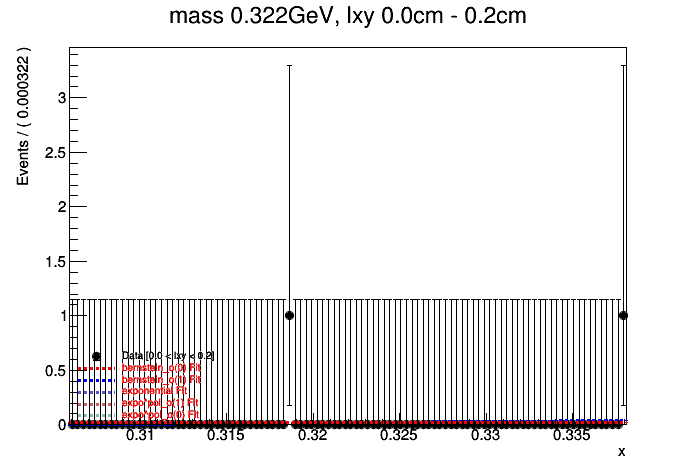 mass 0.322GeV, lxy 0.0cm - 0.2cm
Events / ( 0.000322 )
3
2.5
2
1.5
1
0.5
0
Data [0.0 < lxy < 0.2]
bernstein_o(0) Fit
bernstein_o(1) Fit
exponential Fit
expo*pol_o(1) Fit
expo*pol_o(0) Fit
0.31 0.315 0.32 0.325 0.33 0.335
x